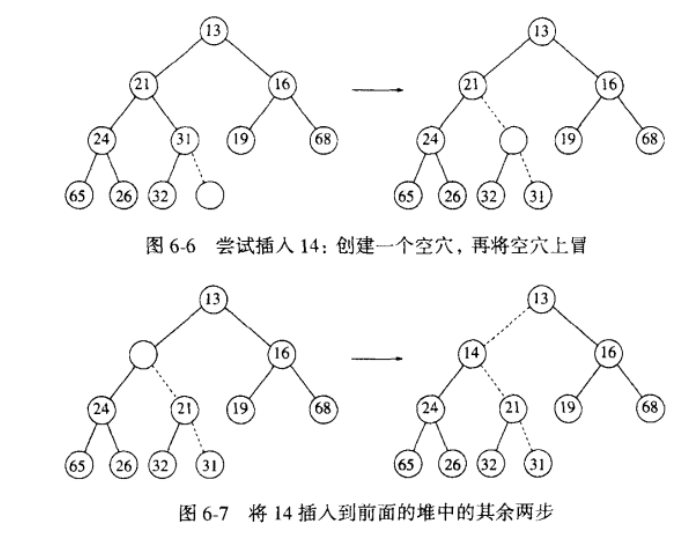 13 13
21 16 21 16
24 31 19 68 24 19 68
65 26 32 65 26 32 31
图 6-6 尝试插入 14：创建一个空穴，再将空穴上冒
13 13
16 14 16
24 21 19 68 24 21 19 68
65 26 32 31 65 26 32 31
图 6-7 将 14 插入到前面的堆中的其余两步